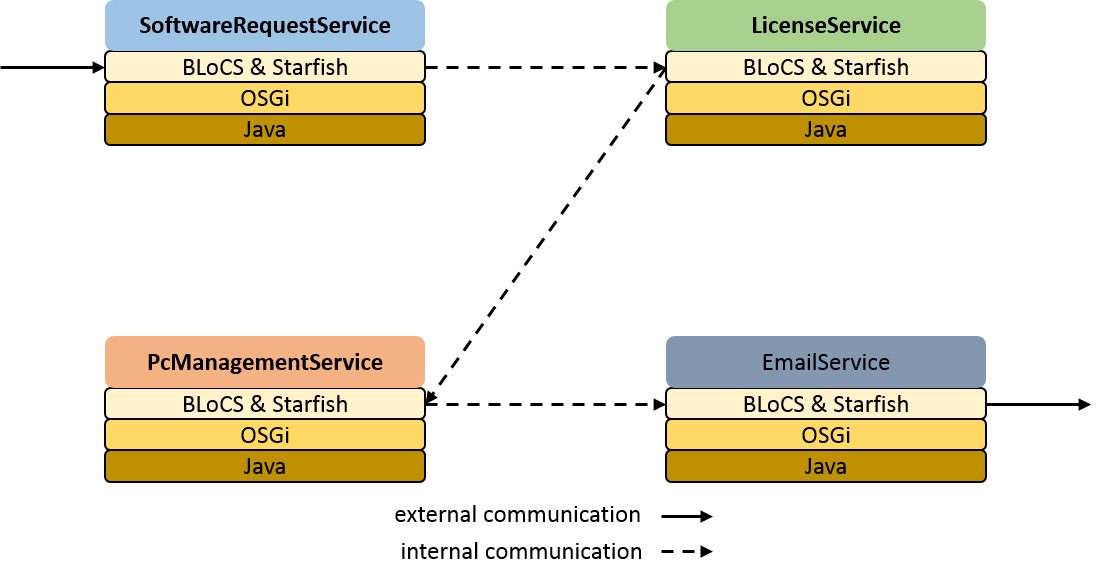 SoftwareRequestService
BLoCS & Starfish
OSGi
Java
LicenseService
BLoCS & Starfish
OSGi
Java
PcManagementService
BLoCS & Starfish
OSGi
Java
EmailService
BLoCS & Starfish
OSGi
Java
external communication
internal communication